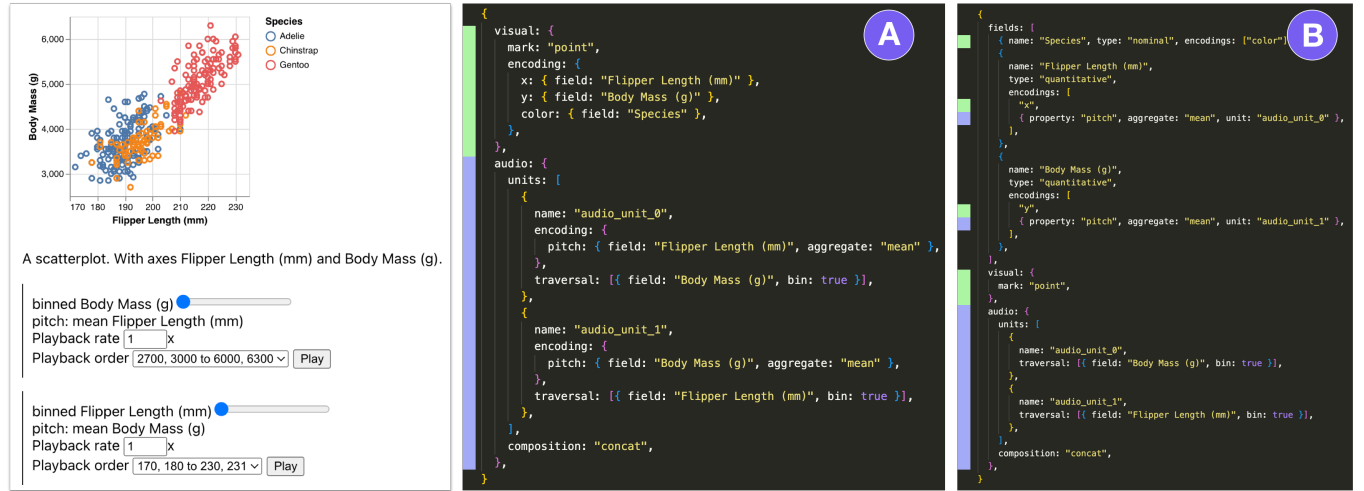 Species
Adelie
Chinstrap
Gentoo
6,000
5,000
4,000
3,000
Body Mass (g)
170 180 190 200 210 220 230
Flipper Length (mm)
A scatterplot. With axes Flipper Length (mm) and Body Mass (g).
binned Body Mass (g)
pitch: mean Flipper Length (mm)
Playback rate 1 x
Playback order 2700, 3000 to 6000, 6300 Play
binned Flipper Length (mm)
pitch: mean Body Mass (g)
Playback rate 1 x
Playback order 170, 180 to 230, 231 Play
A
{
visual: {
mark: "point",
encoding: {
x: { field: "Flipper Length (mm)" },
y: { field: "Body Mass (g)" },
color: { field: "Species" },
},
},
audio: {
units: [
{
name: "audio_unit_0",
encoding: {
pitch: { field: "Flipper Length (mm)", aggregate: "mean" },
},
traversal: [{ field: "Body Mass (g)", bin: true }],
},
{
name: "audio_unit_1",
encoding: {
pitch: { field: "Body Mass (g)", aggregate: "mean" },
},
traversal: [{ field: "Flipper Length (mm)", bin: true }],
},
],
composition: "concat",
},
}
B
{
fields: [
{ name: "Species", type: "nominal", encodings: ["color"]
{
name: "Flipper Length (mm)",
type: "quantitative",
encodings: [
"x",
{ property: "pitch", aggregate: "mean", unit: "audio_unit_0" },
],
},
{
name: "Body Mass (g)",
type: "quantitative",
encodings: [
"y",
{ property: "pitch", aggregate: "mean", unit: "audio_unit_1" },
],
},
],
visual: {
mark: "point",
},
audio: {
units: [
{
name: "audio_unit_0",
traversal: [{ field: "Body Mass (g)", bin: true }],
},
{
name: "audio_unit_1",
traversal: [{ field: "Flipper Length (mm)", bin: true }],
},
],
composition: "concat",
},
}